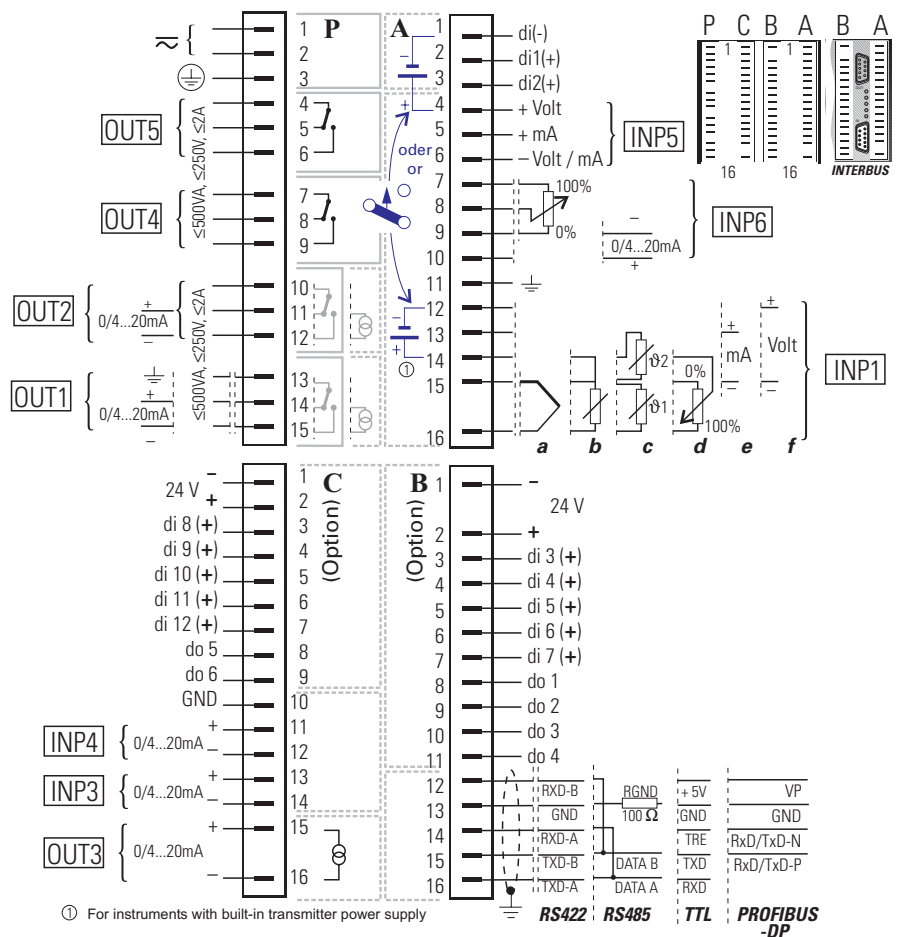 P
A
1
2
3
4
5
6
7
8
9
10
11
12
13
14
15
OUT5
OUT4
OUT2
OUT1
≤500VA, ≤250V, ≤2A
≤500VA, ≤250V, ≤2A
+
0/4...20mA
–
+
0/4...20mA
–
–
+
oder
or
–
+
①
1
2
3
4
5
6
7
8
9
10
11
12
13
14
15
16
di(-)
di1(+)
di2(+)
+ Volt
+ mA
– Volt / mA
INP5
100%
0%
–
0/4...20mA
+
INP6
ϑ2
ϑ1
0%
100%
+
mA
–
+
Volt
–
INP1
a b c d e f
P C B A B A
1 1
16 16
OUT
IN
INTERBUS
C
(Option)
1
2
3
4
5
6
7
8
9
10
11
12
13
14
15
16
–
24 V
+
di 8 (+)
di 9 (+)
di 10 (+)
di 11 (+)
di 12 (+)
do 5
do 6
GND
INP4
+
0/4...20mA
–
INP3
+
0/4...20mA
–
OUT3
+
0/4...20mA
–
B
(Option)
1
2
3
4
5
6
7
8
9
10
11
12
13
14
15
16
–
24 V
+
di 3 (+)
di 4 (+)
di 5 (+)
di 6 (+)
di 7 (+)
do 1
do 2
do 3
do 4
RXD-B
GND
RXD-A
TXD-B
TXD-A
RS422
RGND
100 Ω
DATA B
DATA A
RS485
+ 5V
GND
TRE
TXD
RXD
TTL
VP
GND
RxD/TxD-N
RxD/TxD-P
PROFIBUS
-DP
① For instruments with built-in transmitter power supply